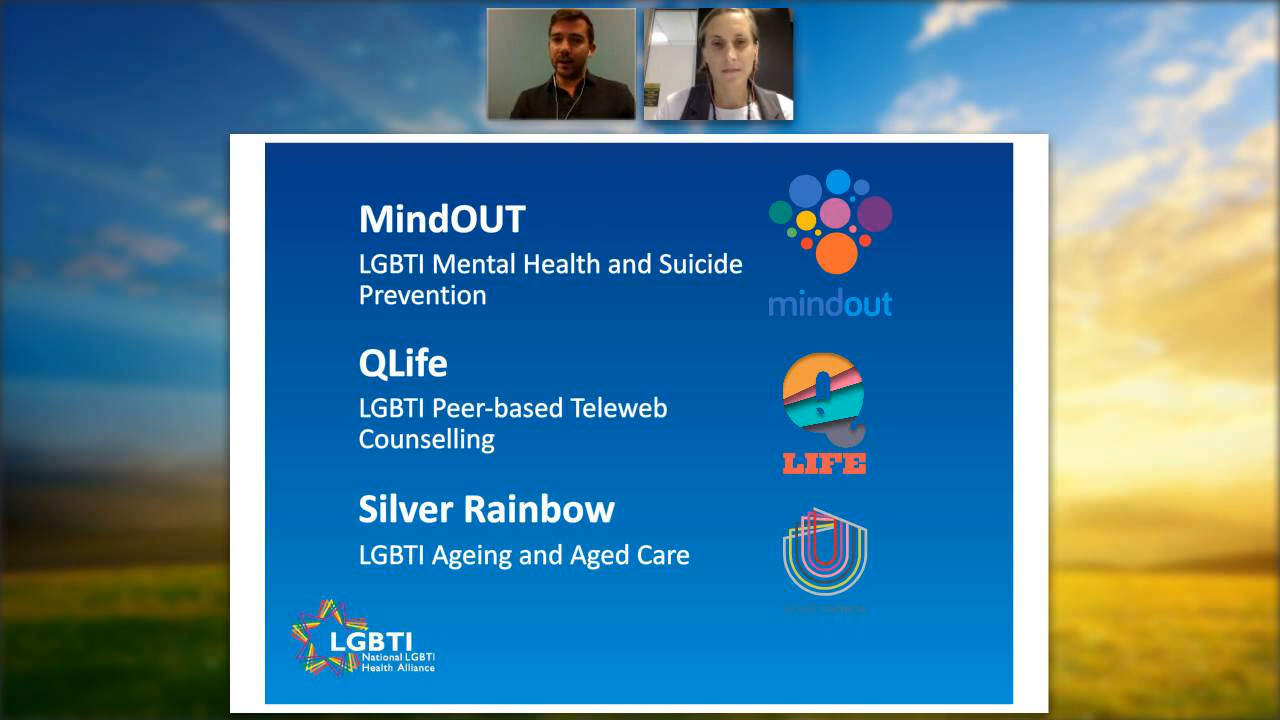 MindOUT
LGBTI Mental Health and Suicide
Prevention
mindout
QLife
LGBTI Peer-based Teleweb
Counselling
Q
LIFE
Silver Rainbow
LGBTI Ageing and Aged Care
LGBTI
National LGBTI
Health Alliance